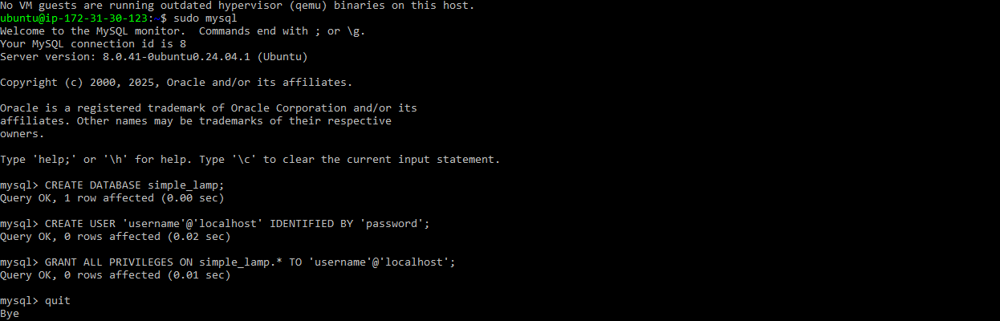 No VM guests are running outdated hypervisor (qemu) binaries on this host.
ubuntu@ip-172-31-30-123:~$ sudo mysql
Welcome to the MySQL monitor.  Commands end with ; or \g.
Your MySQL connection id is 8
Server version: 8.0.41-0ubuntu0.24.04.1 (Ubuntu)
Copyright (c) 2000, 2025, Oracle and/or its affiliates.
Oracle is a registered trademark of Oracle Corporation and/or its
affiliates. Other names may be trademarks of their respective
owners.
Type 'help;' or '\h' for help. Type '\c' to clear the current input statement.
mysql> CREATE DATABASE simple_lamp;
Query OK, 1 row affected (0.00 sec)
mysql> CREATE USER 'username'@'localhost' IDENTIFIED BY 'password';
Query OK, 0 rows affected (0.02 sec)
mysql> GRANT ALL PRIVILEGES ON simple_lamp.* TO 'username'@'localhost';
Query OK, 0 rows affected (0.01 sec)
mysql> quit
Bye